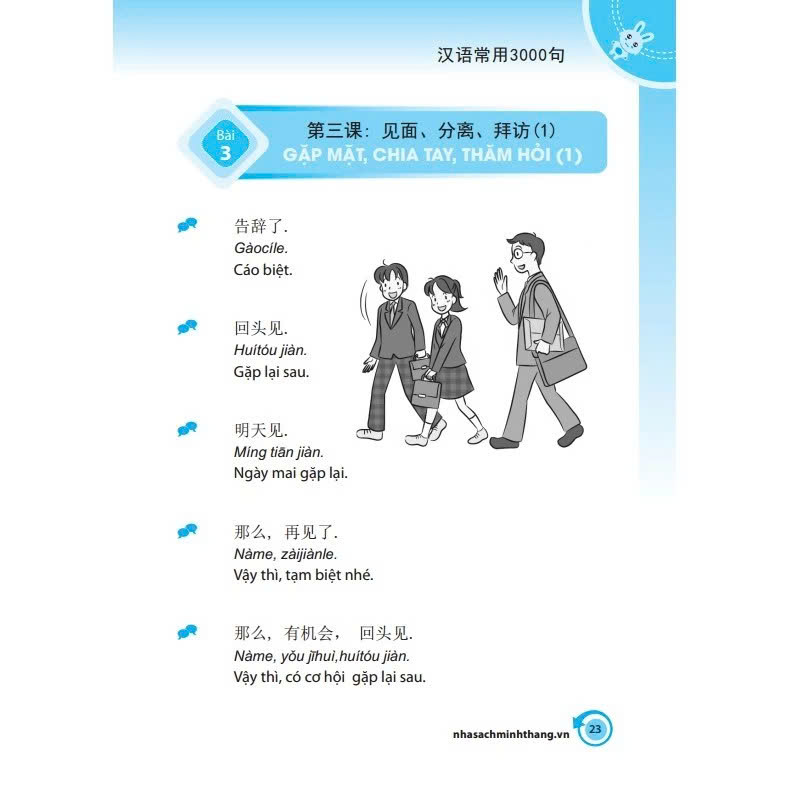 汉语常用3000句
Bài
3
第三课: 见面、分离、拜访(1)
GẶP MẶT, CHIA TAY, THĂM HỎI (1)
告辞了.
Gàocíle.
Cáo biệt.
回头见.
Huítóu jiàn.
Gặp lại sau.
明天见.
Míng tiān jiàn.
Ngày mai gặp lại.
那么, 再见了.
Nàme, zàijiànle.
Vậy thì, tạm biệt nhé.
那么, 有机会, 回头见.
Nàme, yǒu jīhuì,huítóu jiàn.
Vậy thì, có cơ hội gặp lại sau.
nhasachminhthang.vn
23